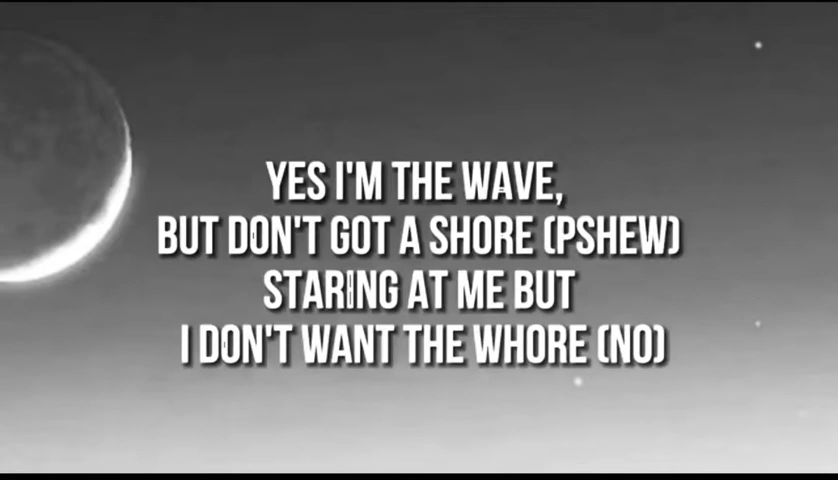 YES I'M THE WAVE,
BUT DON'T GOT A SHORE (PSHEW)
STARING AT ME BUT
I DON'T WANT THE WHORE (NO)